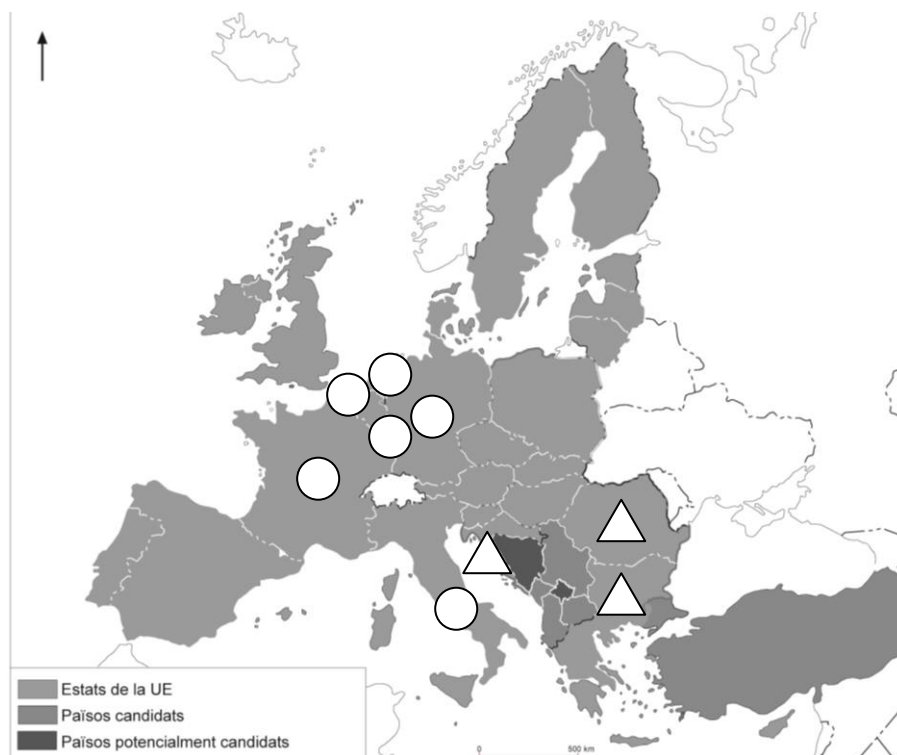 Estats de la UE
Països candidats
Països potencialment candidats
0 500 km